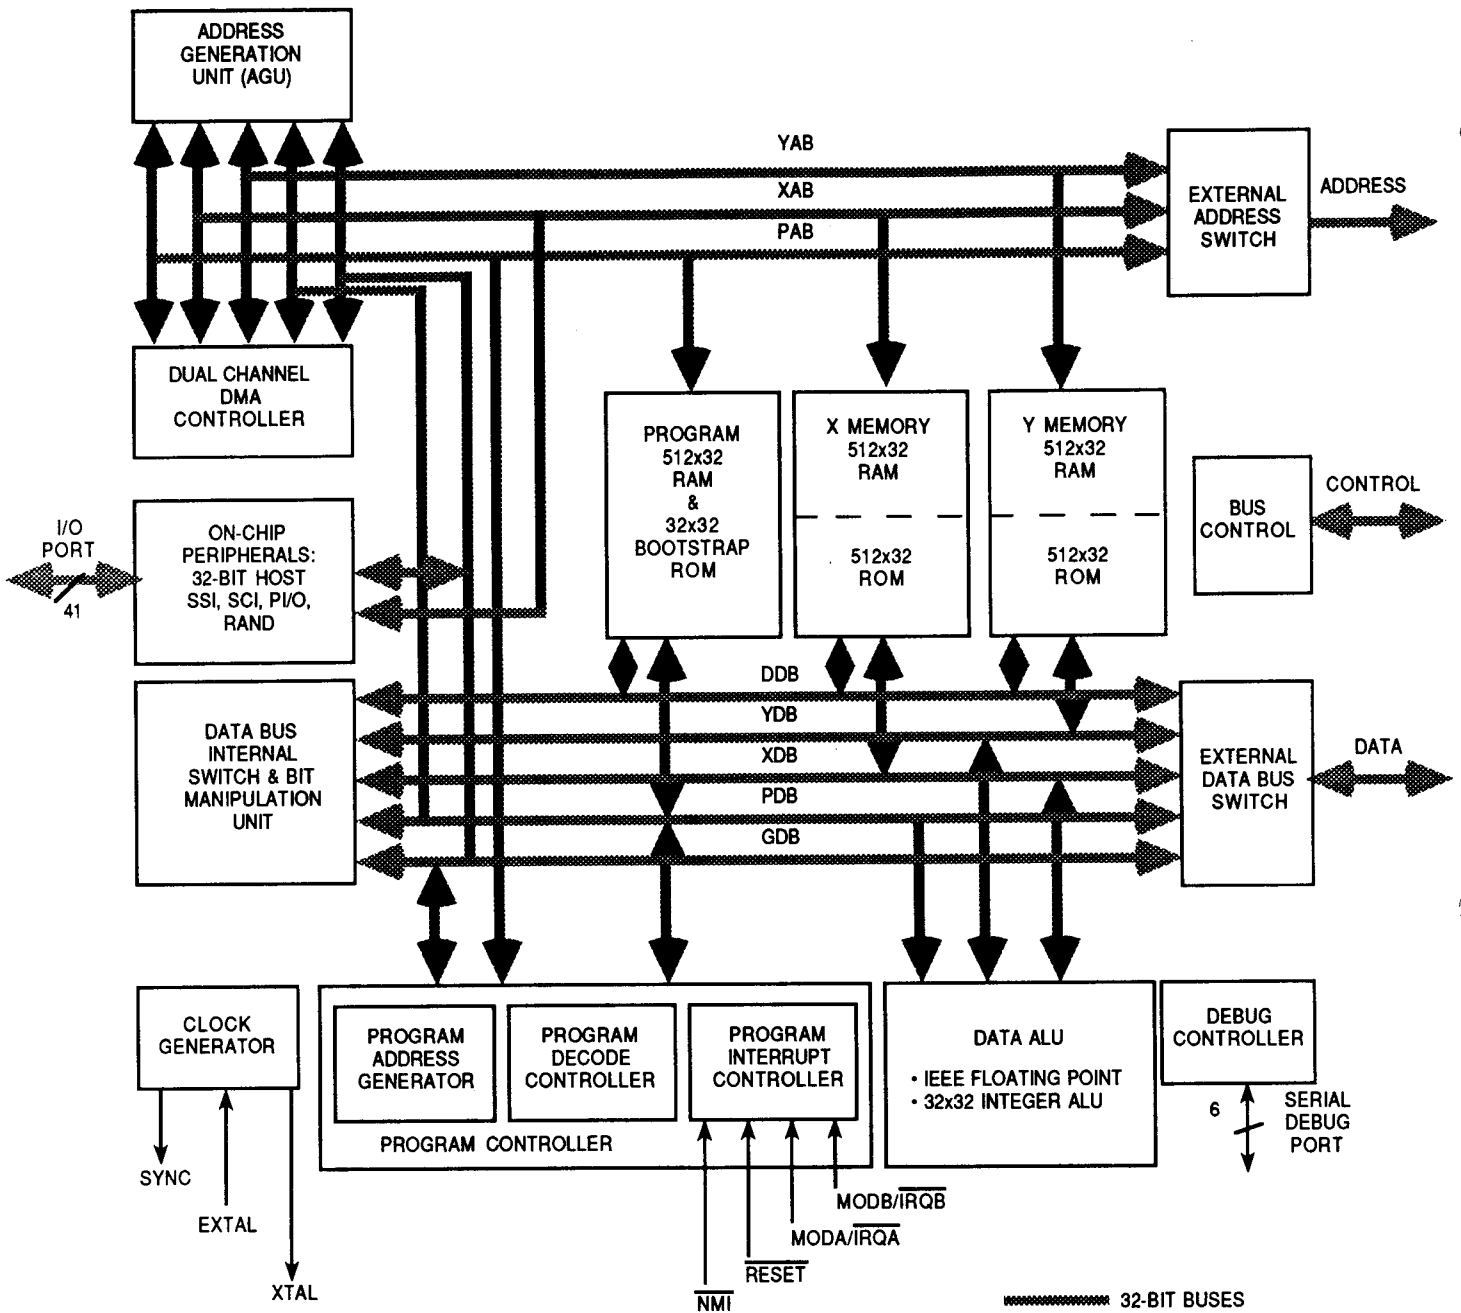 ADDRESS
GENERATION
UNIT (AGU)
YAB
XAB
PAB
EXTERNAL
ADDRESS
SWITCH
ADDRESS
DUAL CHANNEL
DMA
CONTROLLER
PROGRAM
512x32
RAM
&
32x32
BOOTSTRAP
ROM
X MEMORY
512x32
RAM
512x32
ROM
Y MEMORY
512x32
RAM
512x32
ROM
BUS
CONTROL
CONTROL
I/O
PORT
41
ON-CHIP
PERIPHERALS:
32-BIT HOST
SSI, SCI, PI/O,
RAND
DDB
YDB
XDB
PDB
GDB
DATA BUS
INTERNAL
SWITCH & BIT
MANIPULATION
UNIT
EXTERNAL
DATA BUS
SWITCH
DATA
CLOCK
GENERATOR
SYNC
EXTAL
XTAL
PROGRAM
ADDRESS
GENERATOR
PROGRAM
DECODE
CONTROLLER
PROGRAM
INTERRUPT
CONTROLLER
PROGRAM CONTROLLER
DATA ALU
• IEEE FLOATING POINT
• 32x32 INTEGER ALU
DEBUG
CONTROLLER
6
SERIAL
DEBUG
PORT
MODB/IRQB
MODA/IRQA
RESET
NMI
32-BIT BUSES